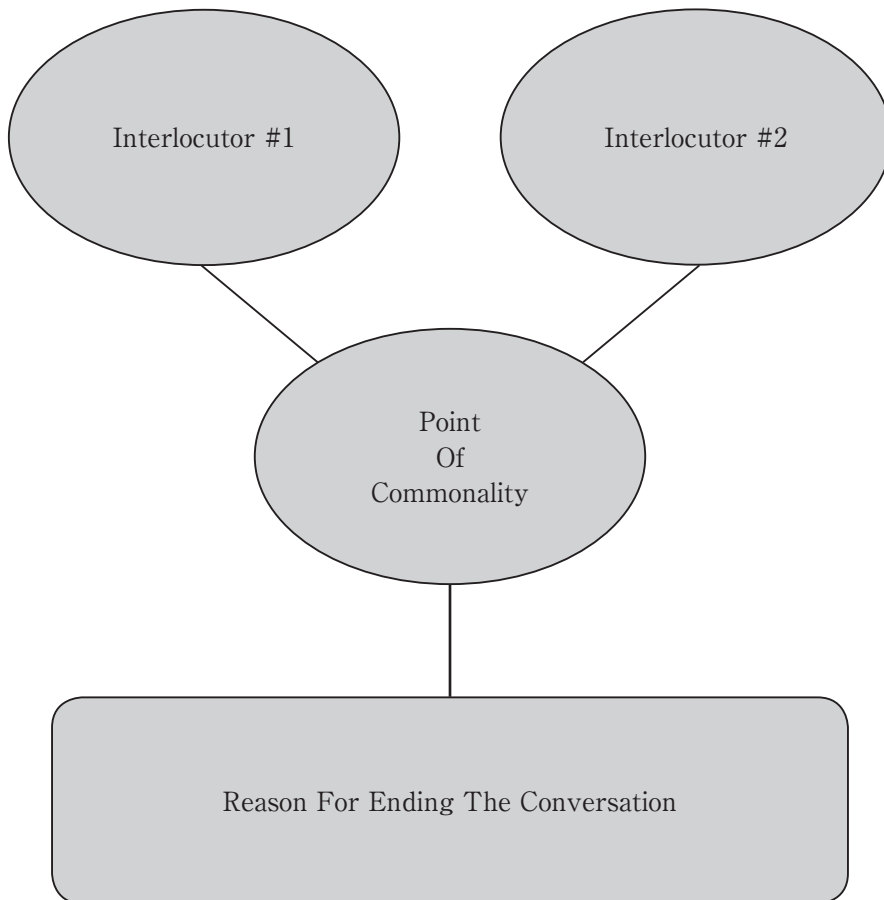 Interlocutor #1
Interlocutor #2
Point
Of
Commonality
Reason For Ending The Conversation